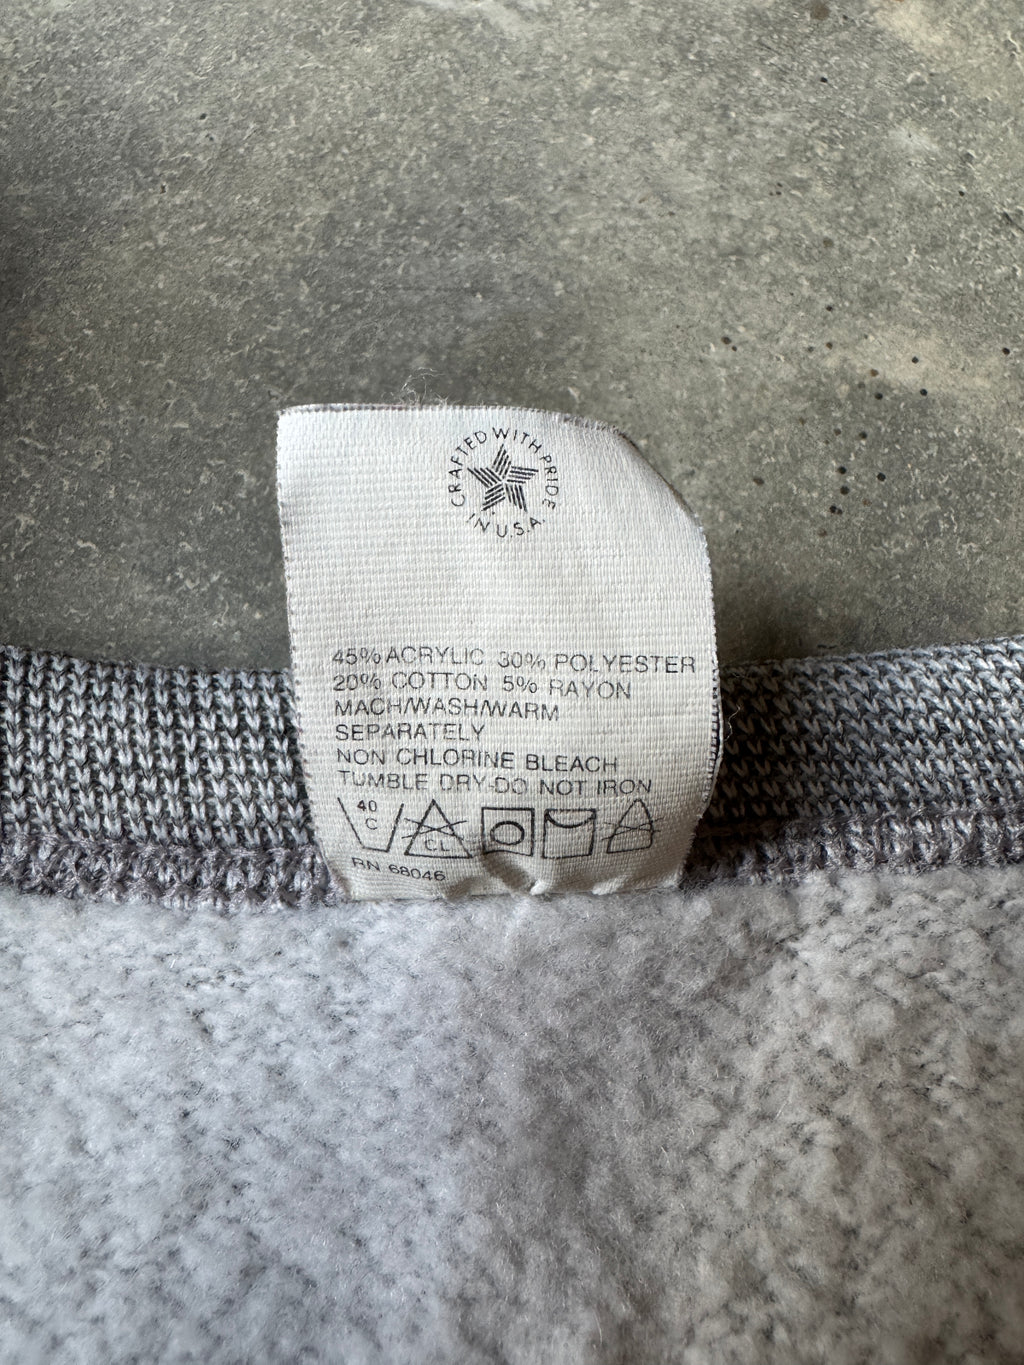 CRAFTED WITH PRIDE
IN U.S.A.
45% ACRYLIC 30% POLYESTER
20% COTTON 5% RAYON
MACH/WASH/WARM
SEPARATELY
NON CHLORINE BLEACH
TUMBLE DRY-DO NOT IRON
40
C
CL
RN 68046